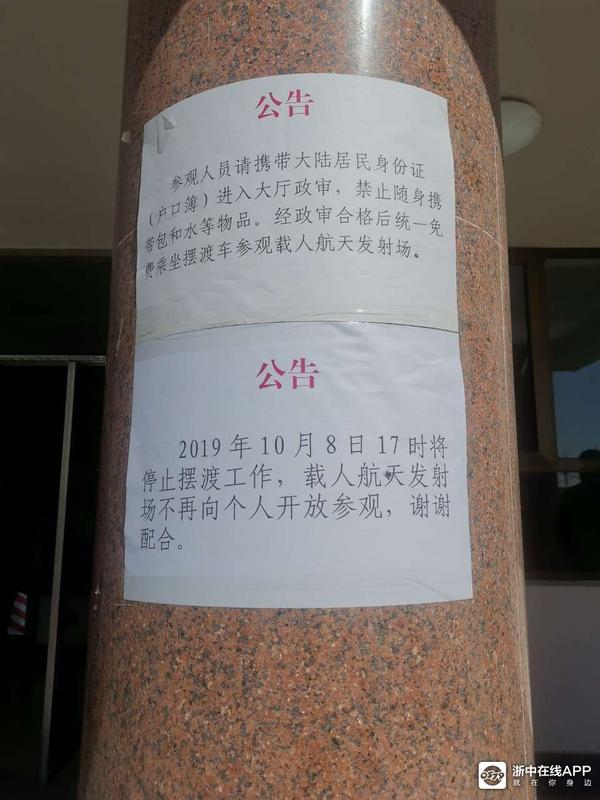 公告
参观人员请携带大陆居民身份证
（户口簿）进入大厅政审，禁止随身携
带包和水等物品。经政审合格后统一免
费乘坐摆渡车参观载人航天发射场。
公告
2019年10月8日17时将
停止摆渡工作，载人航天发射
场不再向个人开放参观，谢谢
配合。
浙中在线APP
就在你身边